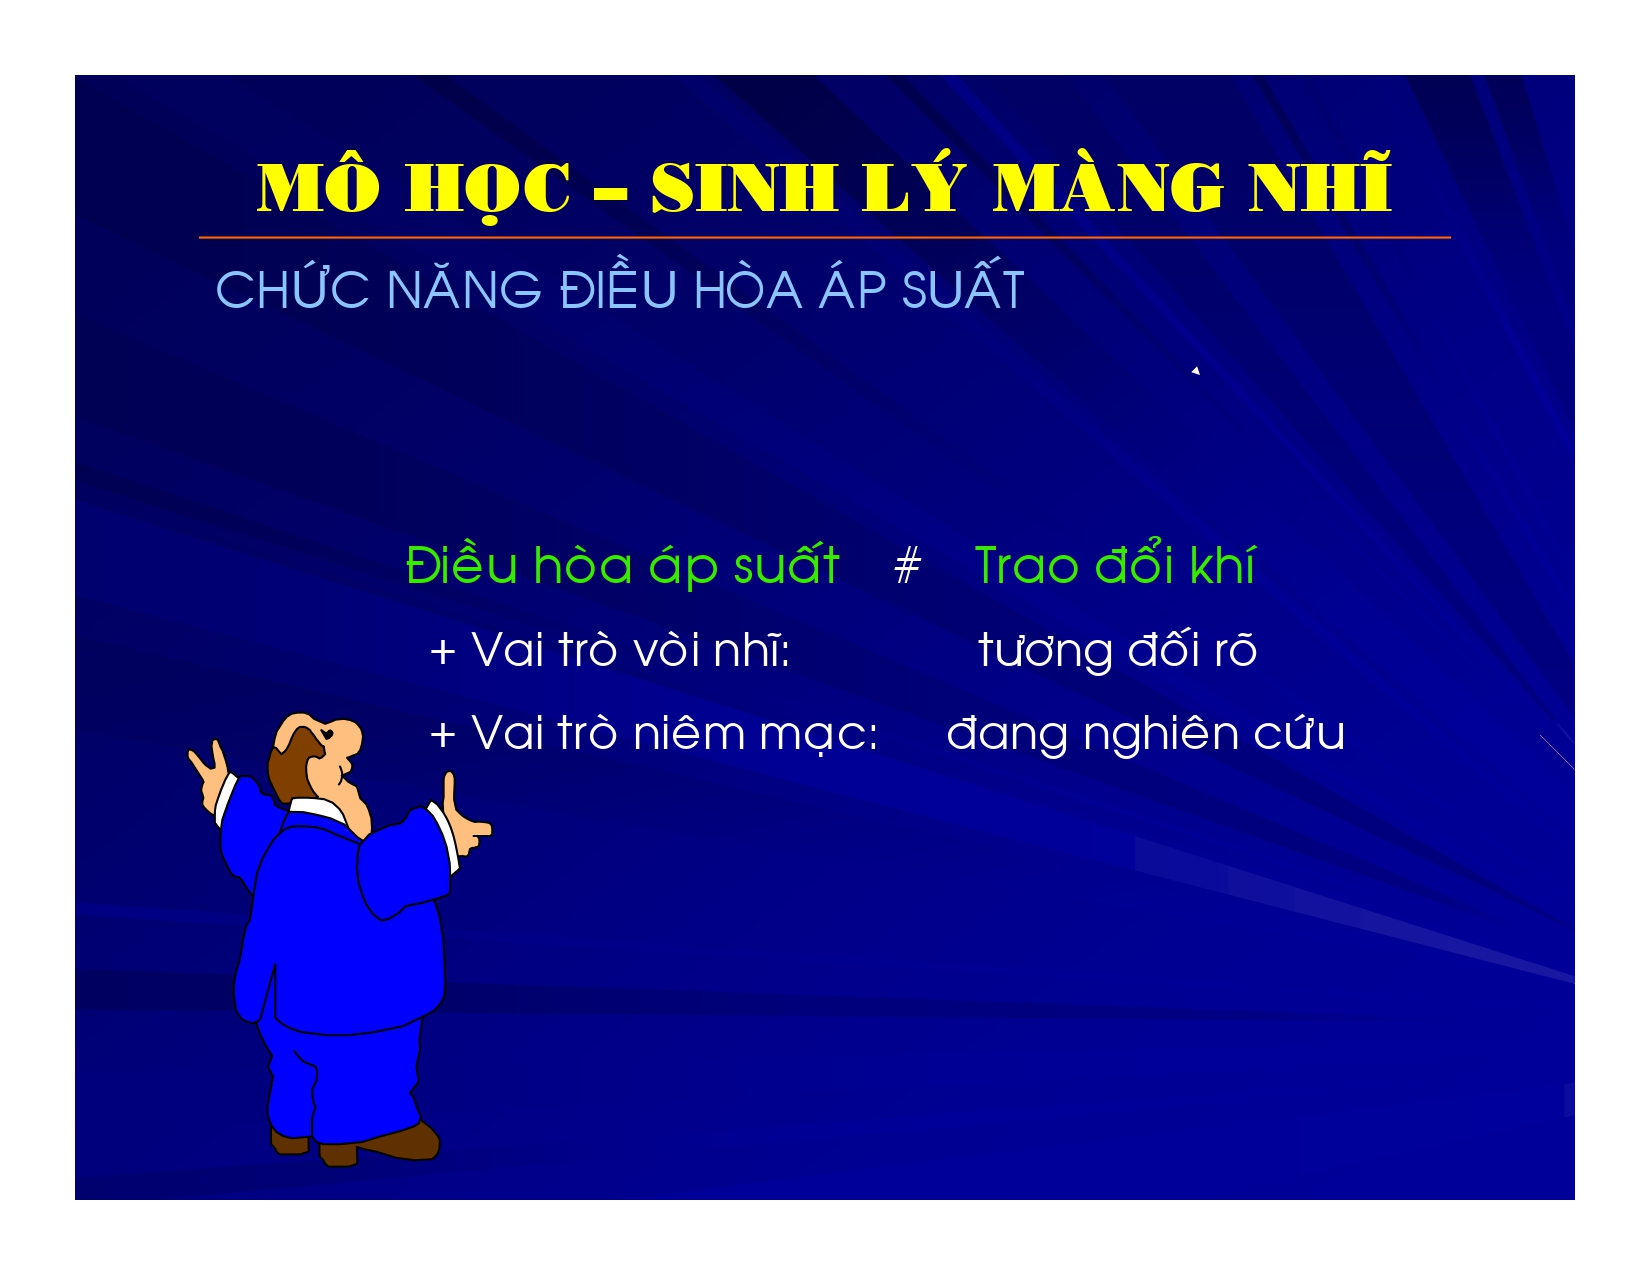 MÔ HỌC – SINH LÝ MÀNG NHĨ
CHỨC NĂNG ĐIỀU HÒA ÁP SUẤT
Điều hòa áp suất # Trao đổi khí
+ Vai trò vòi nhĩ: tương đối rõ
+ Vai trò niêm mạc: đang nghiên cứu